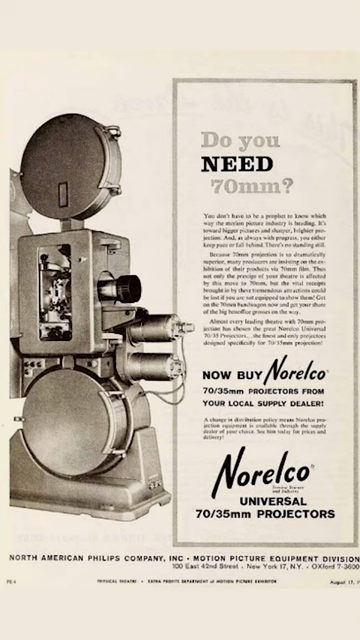 Do you
NEED
70mm?
You don't have to be a prophet to know which
way the motion picture industry is heading. It's
toward bigger pictures and sharper, brighter pro-
jection. And, as always with progress, you either
keep pace or fall behind. There's no standing still.
Because 70mm projection is so dramatically
superior, many producers are insisting on the ex-
hibition of their products via 70mm film. Thus
not only the prestige of your theatre is affected
by this move to 70mm, but the vital receipts
brought in by these tremendous attractions could
be lost if you are not equipped to show them! Get
on the 70mm bandwagon now and get your share
of the big boxoffice grosses on the way.
Almost every leading theatre with 70mm pro-
jection has chosen the great Norelco Universal
70/35 Projectors... the finest and only projectors
designed specifically for 70/35mm projection!
NOW BUY Norelco®
70/35mm PROJECTORS FROM
YOUR LOCAL SUPPLY DEALER!
A change in distribution policy means Norelco pro-
jection equipment is available through the supply
dealer of your choice. See him today for prices and
delivery!
Norelco®
Serving Science
and Industry
UNIVERSAL
70/35mm PROJECTORS
NORTH AMERICAN PHILIPS COMPANY, INC • MOTION PICTURE EQUIPMENT DIVISION
100 East 42nd Street • New York 17, N.Y. • OXford 7-3600
PE-4 PHYSICAL THEATRE • EXTRA PROFITS DEPARTMENT of MOTION PICTURE EXHIBITOR August 17, 1